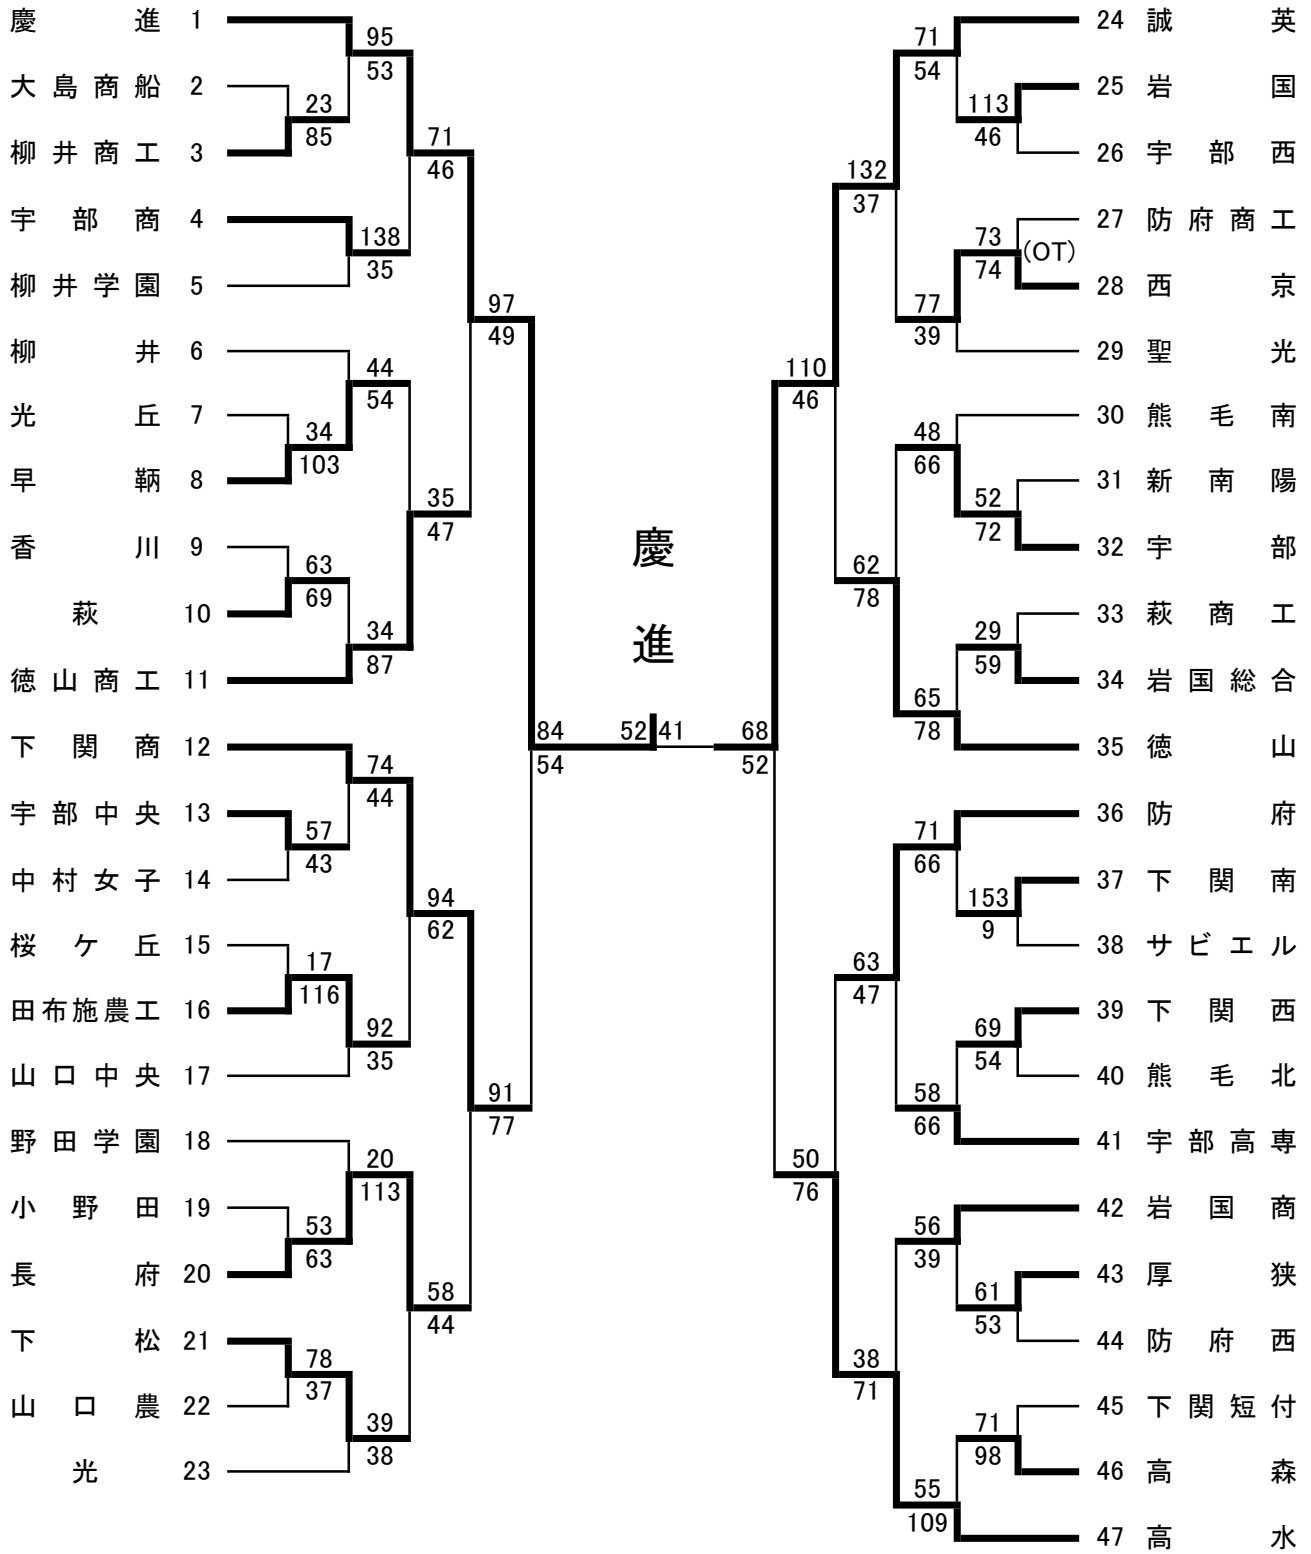 慶進 1
大島商船 2
柳井商工 3
宇部商 4
柳井学園 5
柳井 6
光丘 7
早鞆 8
香川 9
萩 10
徳山商工 11
下関商 12
宇部中央 13
中村女子 14
桜ケ丘 15
田布施農工 16
山口中央 17
野田学園 18
小野田 19
長府 20
下松 21
山口農 22
光 23
23
85
34
103
63
69
57
43
17
116
53
63
78
37
95
53
138
35
44
54
34
87
74
44
92
35
20
113
39
38
71
46
35
47
94
62
58
44
97
49
91
77
84
54
慶進
52 41
68
52
110
46
50
76
132
37
62
78
63
47
38
71
71
54
77
39
48
66
65
78
71
66
58
66
56
39
55
109
113
46
73
74
(OT)
52
72
29
59
153
9
69
54
61
53
71
98
24 誠英
25 岩国
26 宇部西
27 防府商工
28 西京
29 聖光
30 熊毛南
31 新南陽
32 宇部
33 萩商工
34 岩国総合
35 徳山
36 防府
37 下関南
38 サビエル
39 下関西
40 熊毛北
41 宇部高専
42 岩国商
43 厚狭
44 防府西
45 下関短付
46 高森
47 高水